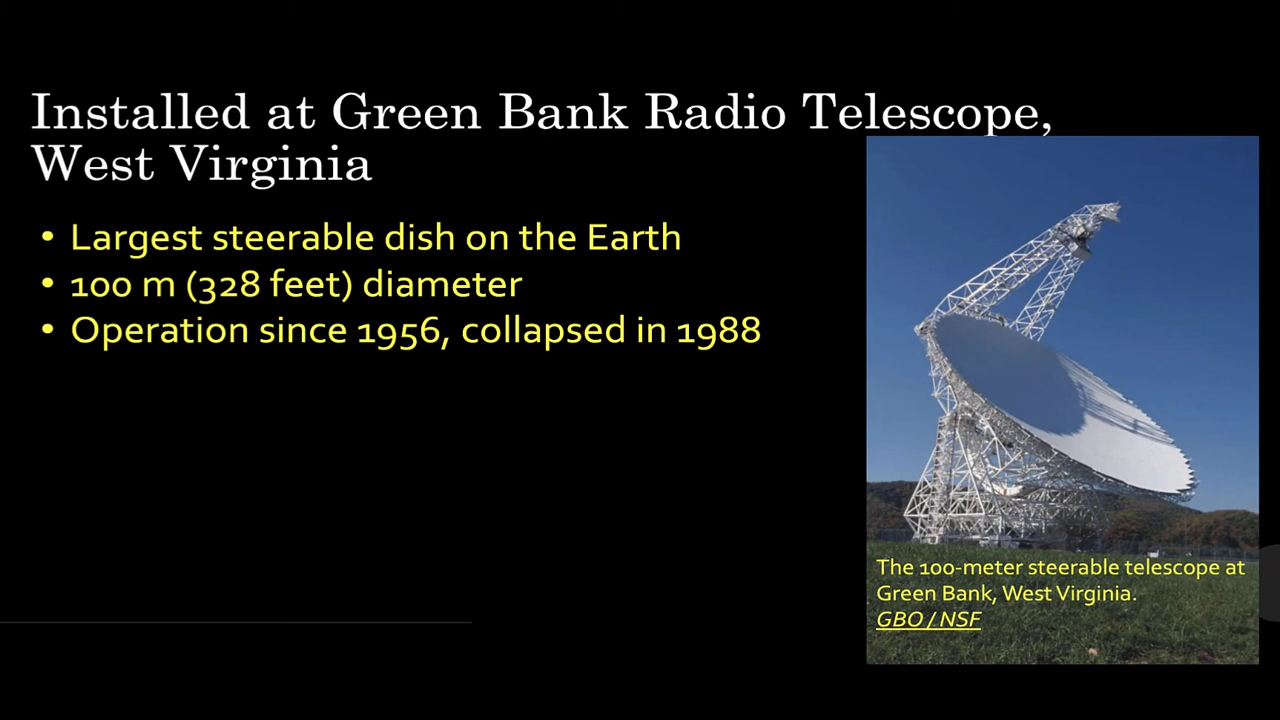 Installed at Green Bank Radio Telescope,
West Virginia
• Largest steerable dish on the Earth
• 100 m (328 feet) diameter
• Operation since 1956, collapsed in 1988
The 100-meter steerable telescope at
Green Bank, West Virginia.
GBO / NSF